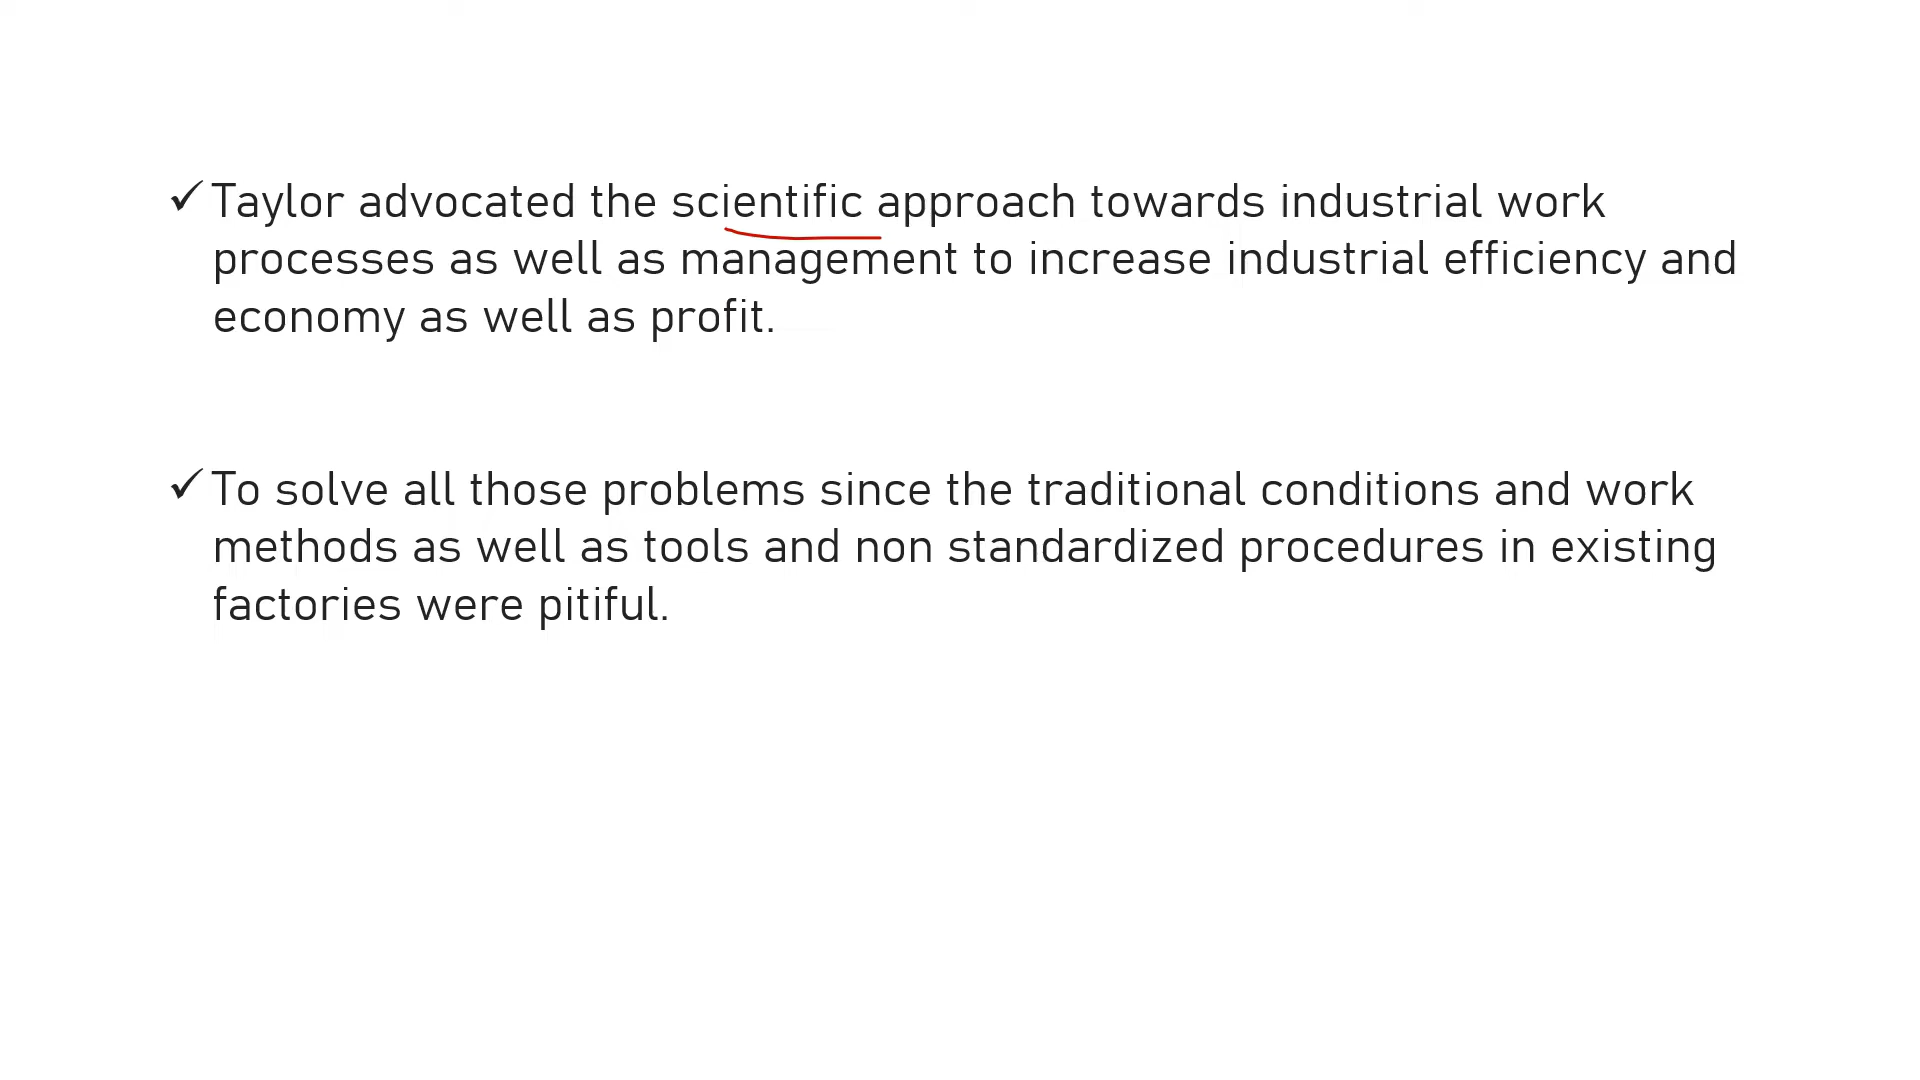 ✓ Taylor advocated the scientific approach towards industrial work
processes as well as management to increase industrial efficiency and
economy as well as profit.
✓ To solve all those problems since the traditional conditions and work
methods as well as tools and non standardized procedures in existing
factories were pitiful.